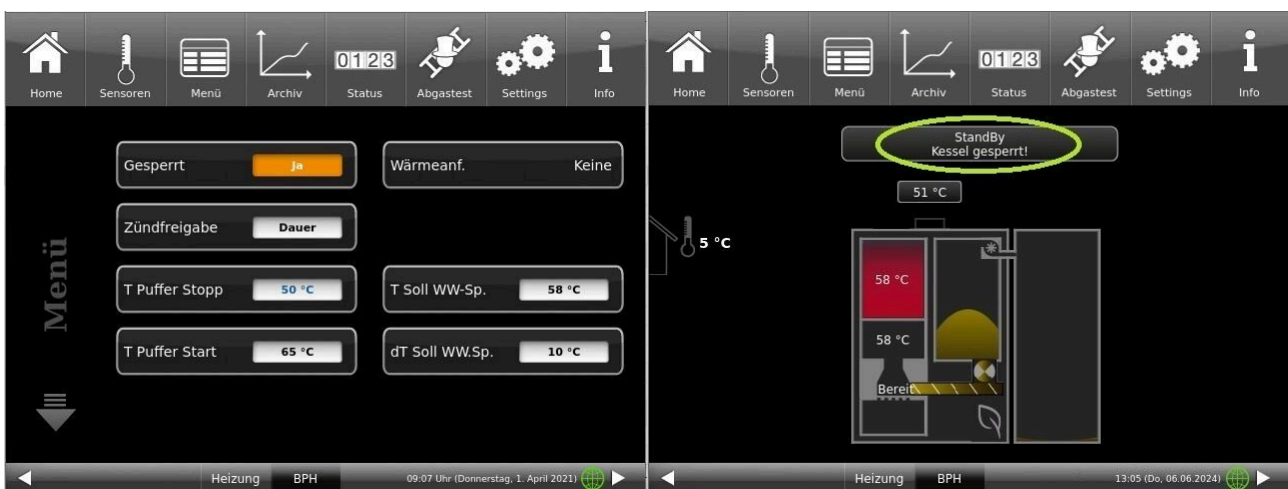 Home Sensoren Menü Archiv Status Abgastest Settings Info
0123
Menü
Gesperrt Ja
Wärmeanf. Keine
Zündfreigabe Dauer
T Puffer Stopp 50 °C
T Soll WW-Sp. 58 °C
T Puffer Start 65 °C
dT Soll WW.Sp. 10 °C
Heizung BPH 09:07 Uhr (Donnerstag, 1. April 2021)
0123
Home Sensoren Menü Archiv Status Abgastest Settings Info
StandBy
Kessel gesperrt!
51 °C
5 °C
58 °C
58 °C
Bereit
Heizung BPH 13:05 (Do, 06.06.2024)